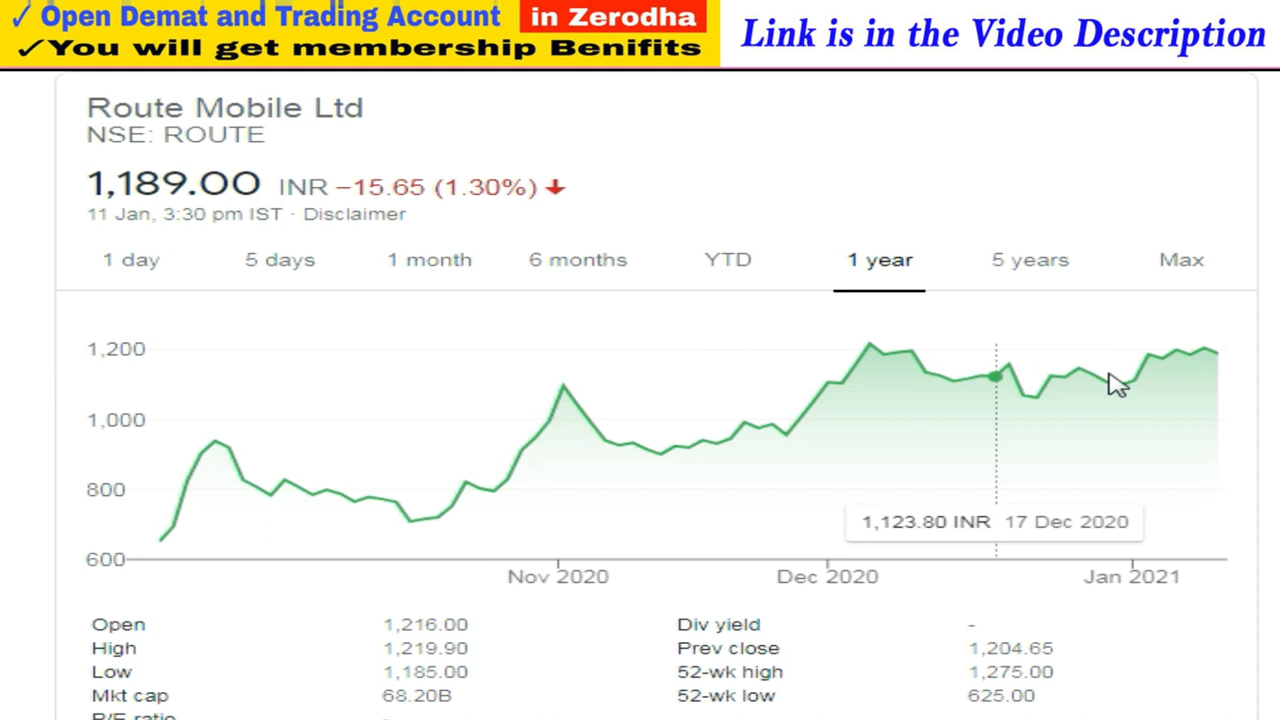 ✓ Open Demat and Trading Account in Zerodha
✓You will get membership Benifits
Link is in the Video Description
Route Mobile Ltd
NSE: ROUTE
1,189.00 INR −15.65 (1.30%) ↓
11 Jan, 3:30 pm IST · Disclaimer
1 day 5 days 1 month 6 months YTD 1 year 5 years Max
1,200
1,000
800
600
1,123.80 INR 17 Dec 2020
Nov 2020 Dec 2020 Jan 2021
Open 1,216.00 Div yield -
High 1,219.90 Prev close 1,204.65
Low 1,185.00 52-wk high 1,275.00
Mkt cap 68.20B 52-wk low 625.00
P/E ratio -